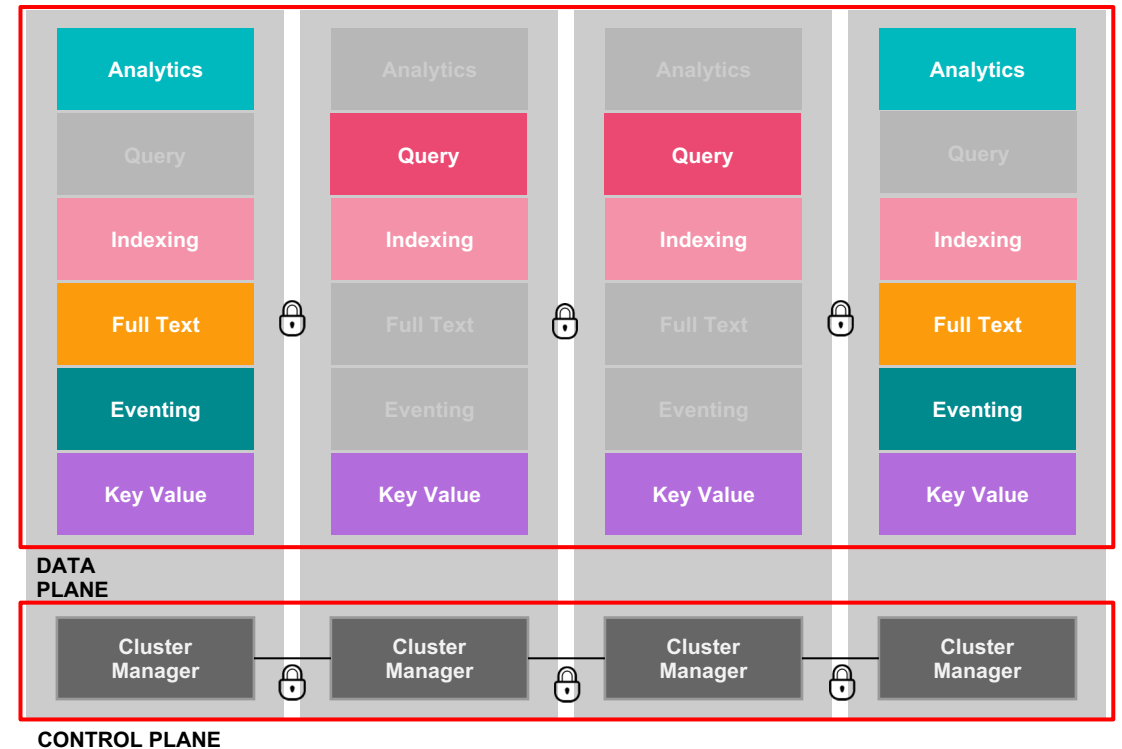 Analytics
Analytics
Analytics
Analytics
Query
Query
Query
Query
Indexing
Indexing
Indexing
Indexing
Full Text
Full Text
Full Text
Full Text
Eventing
Eventing
Eventing
Eventing
Key Value
Key Value
Key Value
Key Value
DATA
PLANE
Cluster
Manager
Cluster
Manager
Cluster
Manager
Cluster
Manager
CONTROL PLANE